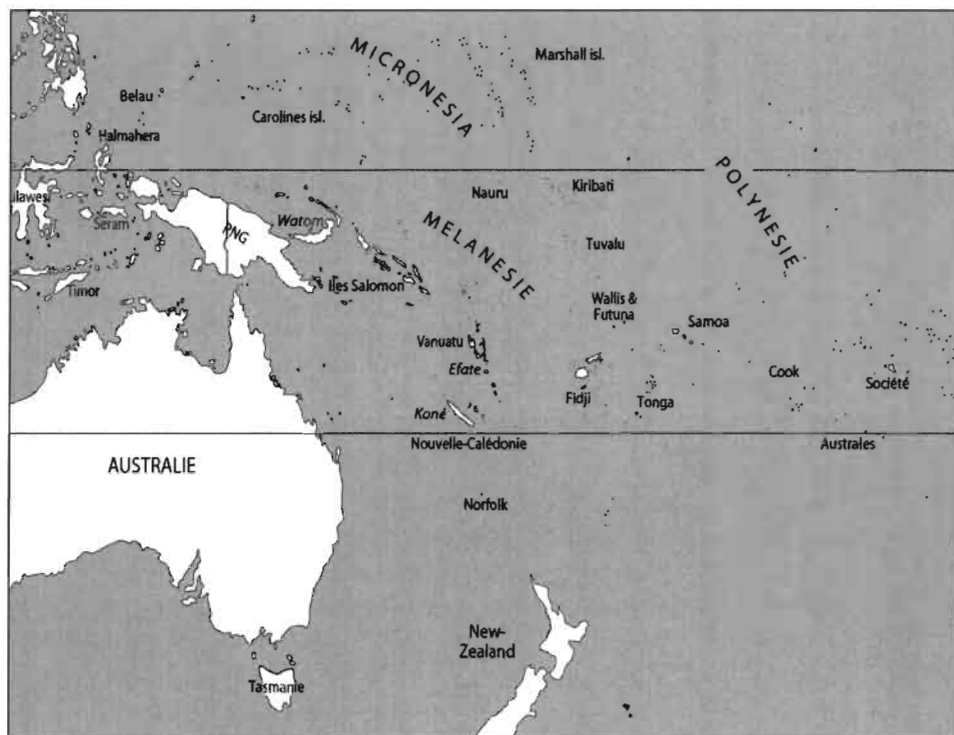 MICRONESIA
Marshall isl.
Belau
Carolines isl.
Halmahera
POLYNESIE
Nauru
Kiribati
MELANESIE
Ilawesi
Seram
PNG
Watom
Tuvalu
Timor
Iles Salomon
Wallis &
Futuna
Samoa
Vanuatu
Efate
Cook
Société
Fidji
Tonga
Koné
Nouvelle-Calédonie
Australes
AUSTRALIE
Norfolk
New-
Zealand
Tasmanie